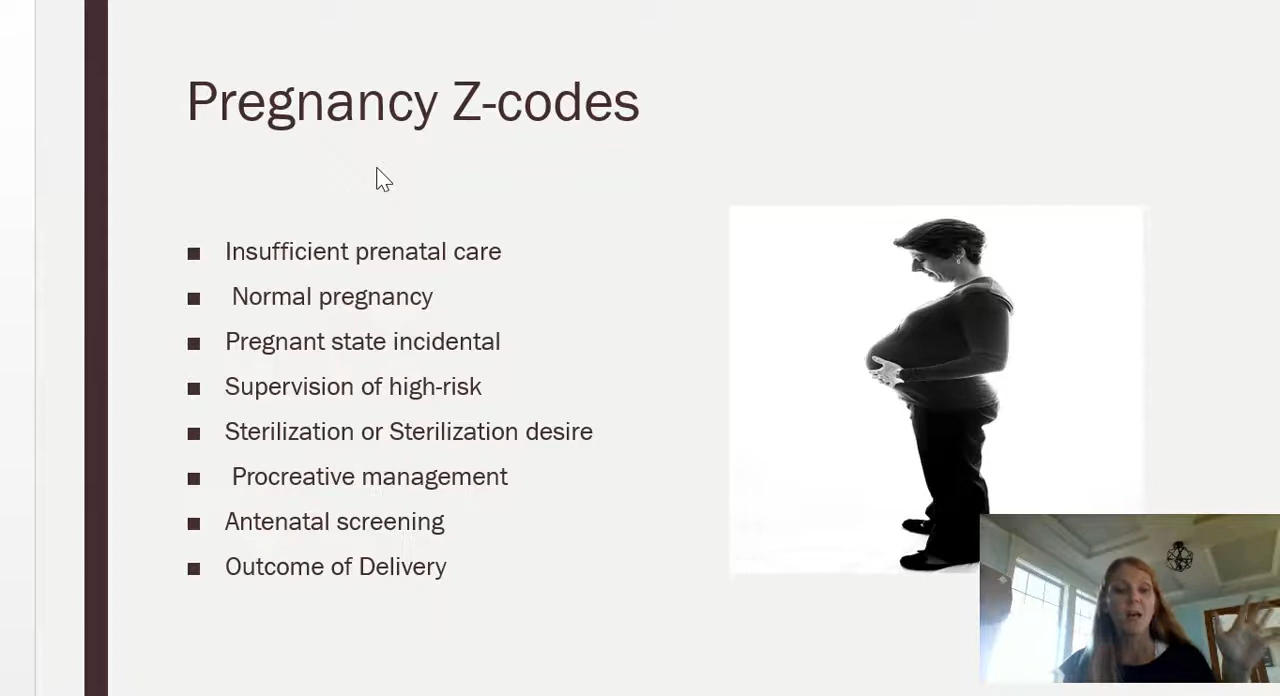 Pregnancy Z-codes
Insufficient prenatal care
Normal pregnancy
Pregnant state incidental
Supervision of high-risk
Sterilization or Sterilization desire
Procreative management
Antenatal screening
Outcome of Delivery